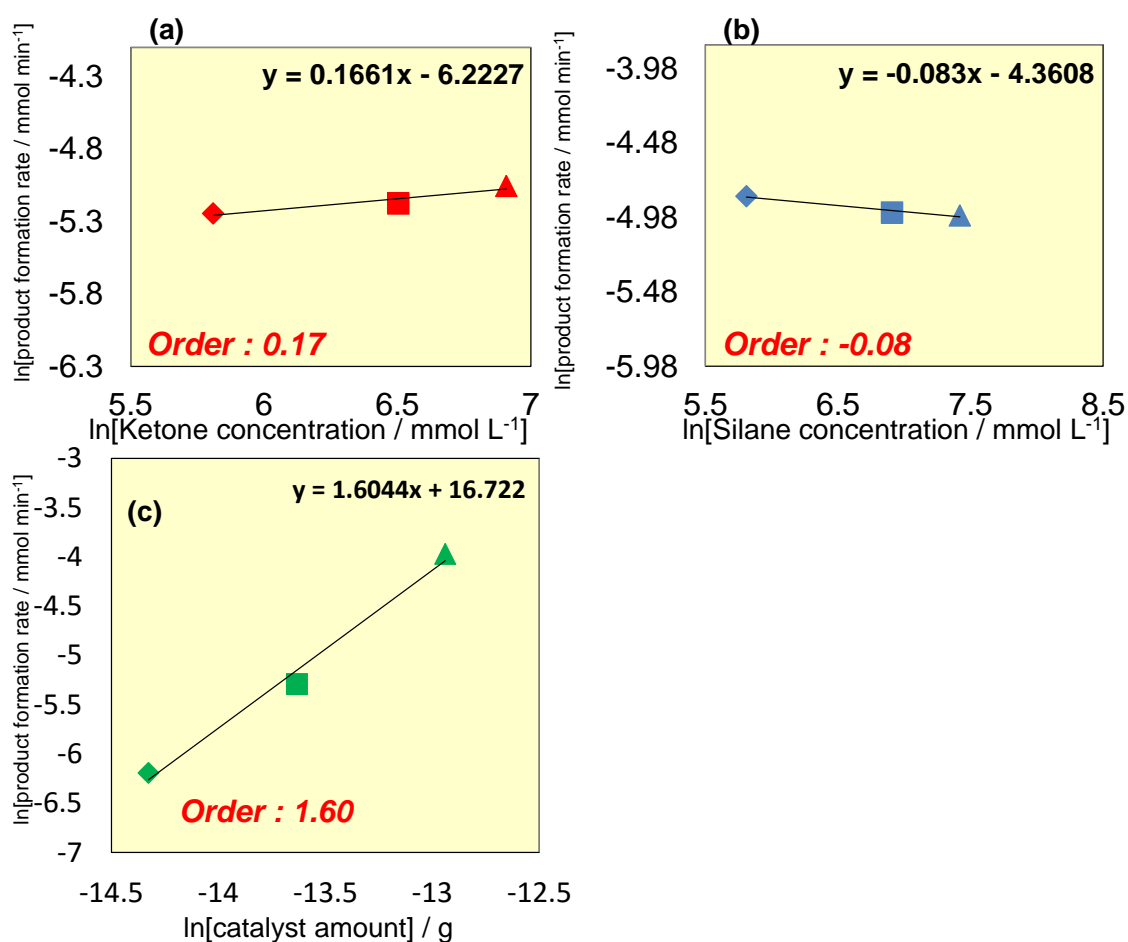 (a)
y = 0.1661x - 6.2227
ln[product formation rate / mmol min-1]
-4.3
-4.8
-5.3
-5.8
-6.3
Order : 0.17
5.5 6 6.5 7
ln[Ketone concentration / mmol L-1]
(b)
y = -0.083x - 4.3608
ln[product formation rate / mmol min-1]
-3.98
-4.48
-4.98
-5.48
-5.98
Order : -0.08
5.5 6.5 7.5 8.5
ln[Silane concentration / mmol L-1]
(c)
y = 1.6044x + 16.722
ln[product formation rate / mmol min-1]
-3
-3.5
-4
-4.5
-5
-5.5
-6
-6.5
-7
Order : 1.60
-14.5 -14 -13.5 -13 -12.5
ln[catalyst amount] / g